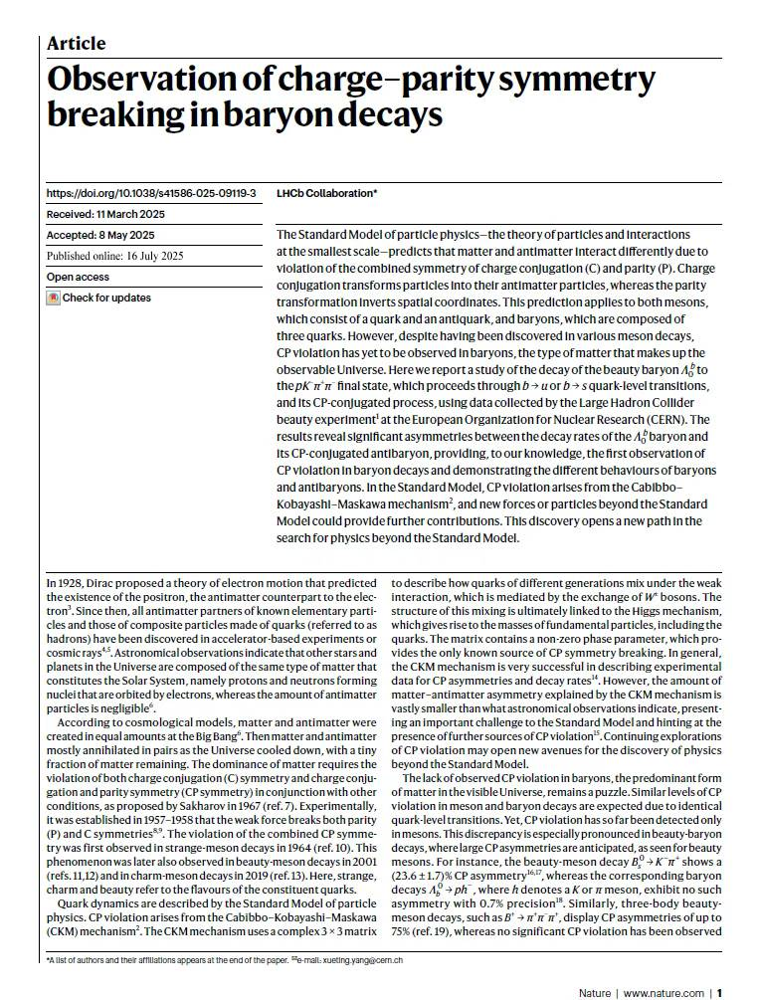 Article
Observation of charge–parity symmetry
breaking in baryon decays
https://doi.org/10.1038/s41586-025-09119-3
Received: 11 March 2025
Accepted: 8 May 2025
Published online: 16 July 2025
Open access
Check for updates
LHCb Collaboration*
The Standard Model of particle physics—the theory of particles and interactions
at the smallest scale—predicts that matter and antimatter interact differently due to
violation of the combined symmetry of charge conjugation (C) and parity (P). Charge
conjugation transforms particles into their antimatter particles, whereas the parity
transformation inverts spatial coordinates. This prediction applies to both mesons,
which consist of a quark and an antiquark, and baryons, which are composed of
three quarks. However, despite having been discovered in various meson decays,
CP violation has yet to be observed in baryons, the type of matter that makes up the
observable Universe. Here we report a study of the decay of the beauty baryon Λ₀ᵇ to
the pK⁻π⁺π⁻ final state, which proceeds through b → u or b → s quark-level transitions,
and its CP-conjugated process, using data collected by the Large Hadron Collider
beauty experiment¹ at the European Organization for Nuclear Research (CERN). The
results reveal significant asymmetries between the decay rates of the Λ₀ᵇ baryon and
its CP-conjugated antibaryon, providing, to our knowledge, the first observation of
CP violation in baryon decays and demonstrating the different behaviours of baryons
and antibaryons. In the Standard Model, CP violation arises from the Cabibbo–
Kobayashi–Maskawa mechanism², and new forces or particles beyond the Standard
Model could provide further contributions. This discovery opens a new path in the
search for physics beyond the Standard Model.
In 1928, Dirac proposed a theory of electron motion that predicted
the existence of the positron, the antimatter counterpart to the elec-
tron³. Since then, all antimatter partners of known elementary parti-
cles and those of composite particles made of quarks (referred to as
hadrons) have been discovered in accelerator-based experiments or
cosmic rays⁴,⁵. Astronomical observations indicate that other stars and
planets in the Universe are composed of the same type of matter that
constitutes the Solar System, namely protons and neutrons forming
nuclei that are orbited by electrons, whereas the amount of antimatter
particles is negligible⁶.
According to cosmological models, matter and antimatter were
created in equal amounts at the Big Bang⁶. Then matter and antimatter
mostly annihilated in pairs as the Universe cooled down, with a tiny
fraction of matter remaining. The dominance of matter requires the
violation of both charge conjugation (C) symmetry and charge conju-
gation and parity symmetry (CP symmetry) in conjunction with other
conditions, as proposed by Sakharov in 1967 (ref. 7). Experimentally,
it was established in 1957–1958 that the weak force breaks both parity
(P) and C symmetries⁸,⁹. The violation of the combined CP symme-
try was first observed in strange-meson decays in 1964 (ref. 10). This
phenomenon was later also observed in beauty-meson decays in 2001
(refs. 11,12) and in charm-meson decays in 2019 (ref. 13). Here, strange,
charm and beauty refer to the flavours of the constituent quarks.
Quark dynamics are described by the Standard Model of particle
physics. CP violation arises from the Cabibbo–Kobayashi–Maskawa
(CKM) mechanism². The CKM mechanism uses a complex 3 × 3 matrix
to describe how quarks of different generations mix under the weak
interaction, which is mediated by the exchange of W± bosons. The
structure of this mixing is ultimately linked to the Higgs mechanism,
which gives rise to the masses of fundamental particles, including the
quarks. The matrix contains a non-zero phase parameter, which pro-
vides the only known source of CP symmetry breaking. In general,
the CKM mechanism is very successful in describing experimental
data for CP asymmetries and decay rates¹⁴. However, the amount of
matter–antimatter asymmetry explained by the CKM mechanism is
vastly smaller than what astronomical observations indicate, present-
ing an important challenge to the Standard Model and hinting at the
presence of further sources of CP violation¹⁵. Continuing explorations
of CP violation may open new avenues for the discovery of physics
beyond the Standard Model.
The lack of observed CP violation in baryons, the predominant form
of matter in the visible Universe, remains a puzzle. Similar levels of CP
violation in meson and baryon decays are expected due to identical
quark-level transitions. Yet, CP violation has so far been detected only
in mesons. This discrepancy is especially pronounced in beauty-baryon
decays, where large CP asymmetries are anticipated, as seen for beauty
mesons. For instance, the beauty-meson decay B⁰ₛ → K⁻π⁺ shows a
(23.6 ± 1.7)% CP asymmetry¹⁶,¹⁷, whereas the corresponding baryon
decays Λ⁰_b → ph⁻, where h denotes a K or π meson, exhibit no such
asymmetry with 0.7% precision¹⁸. Similarly, three-body beauty-
meson decays, such as B⁺ → π⁺π⁻π⁺, display CP asymmetries of up to
75% (ref. 19), whereas no significant CP violation has been observed
*A list of authors and their affiliations appears at the end of the paper. ✉e-mail: xueting.yang@cern.ch
Nature | www.nature.com | 1